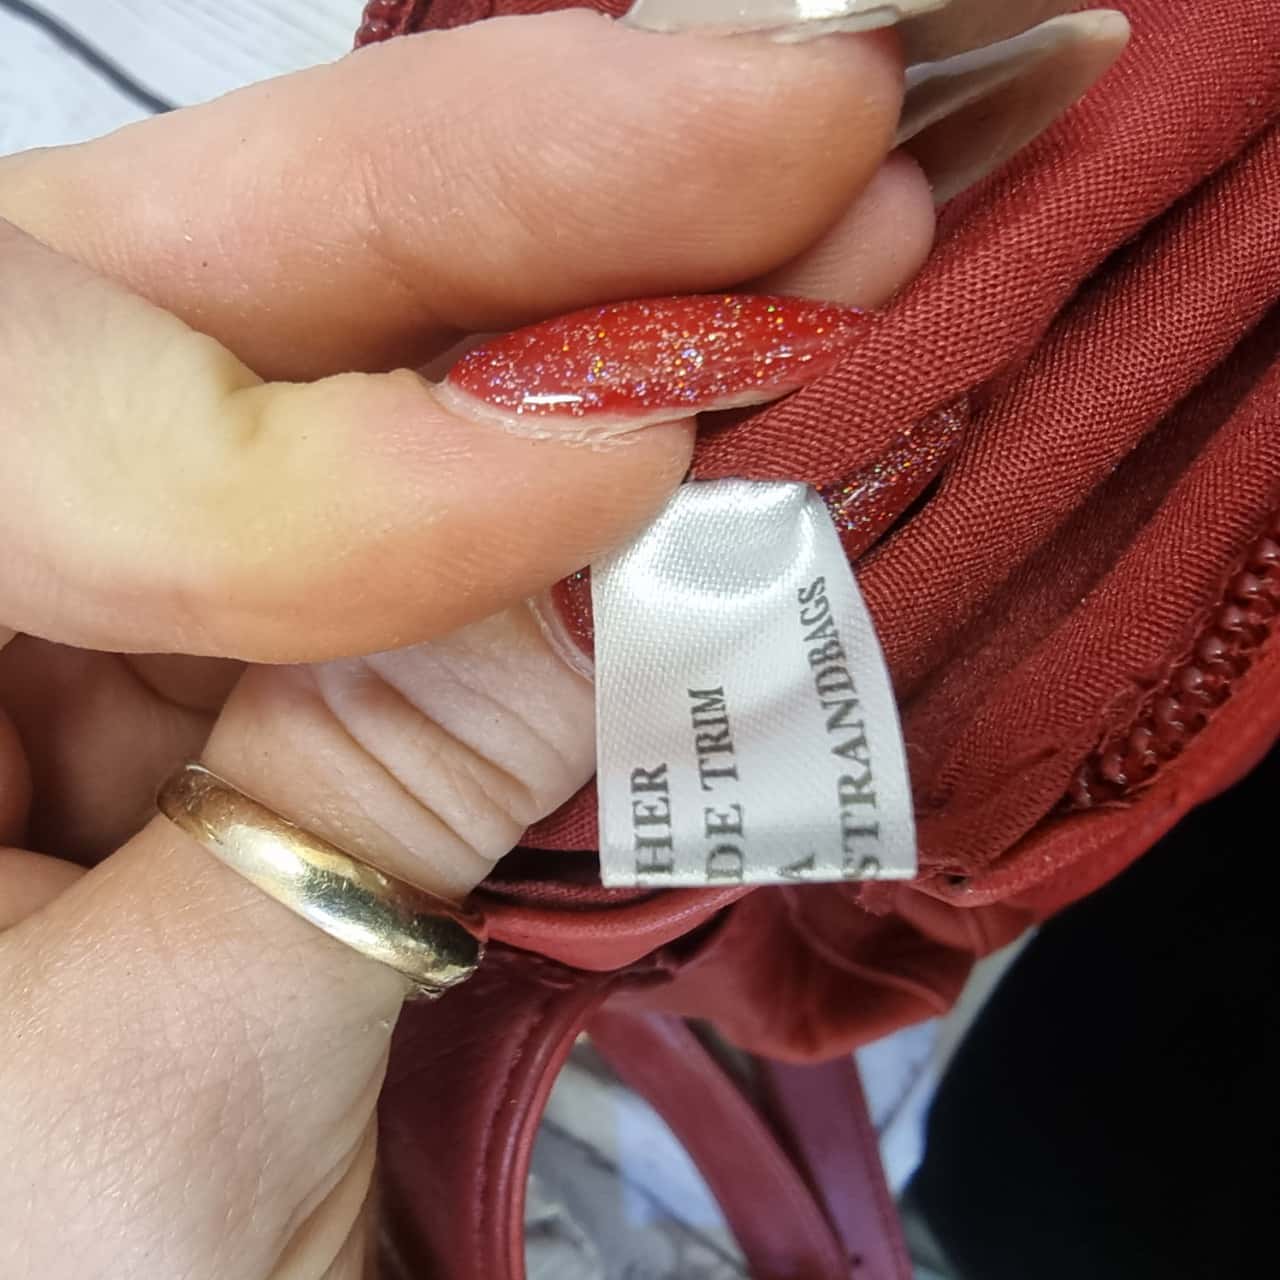 HER
DE TRIM
A
STRANDBAGS